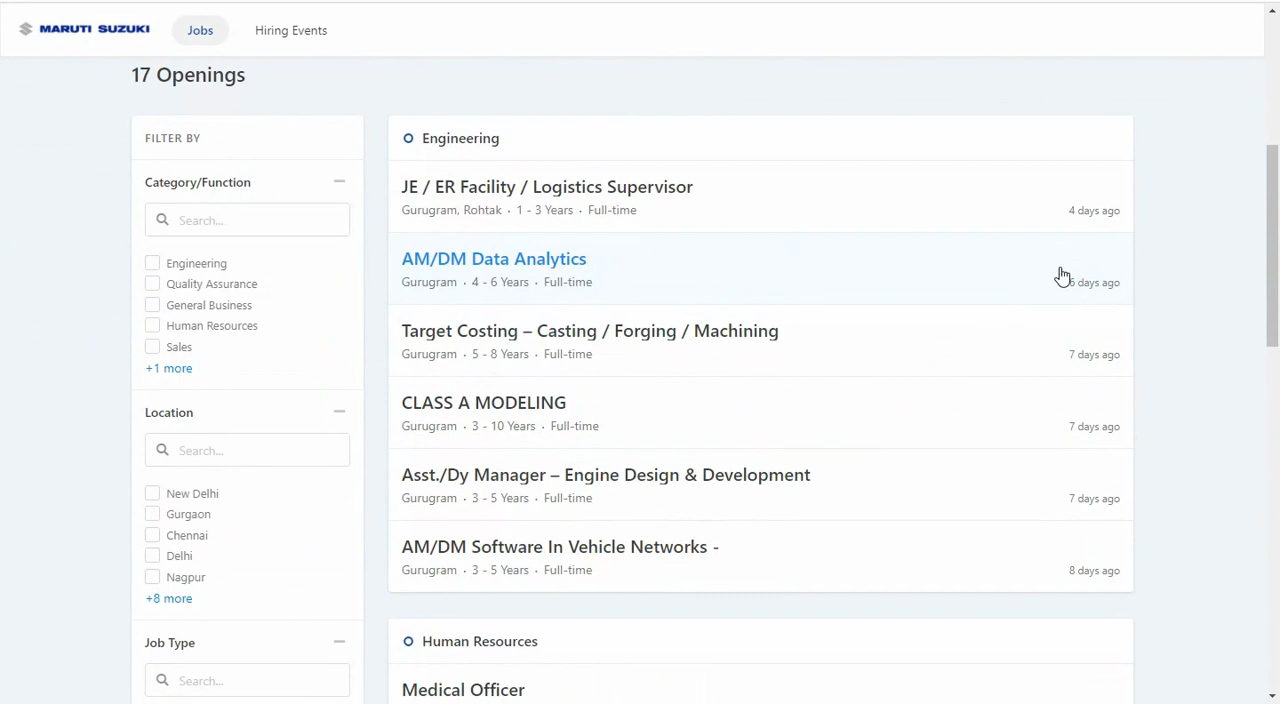 MARUTI SUZUKI
Jobs
Hiring Events
17 Openings
FILTER BY
Category/Function
Search...
Engineering
Quality Assurance
General Business
Human Resources
Sales
+1 more
Location
Search...
New Delhi
Gurgaon
Chennai
Delhi
Nagpur
+8 more
Job Type
Search...
Engineering
JE / ER Facility / Logistics Supervisor
Gurugram, Rohtak · 1 - 3 Years · Full-time
4 days ago
AM/DM Data Analytics
Gurugram · 4 - 6 Years · Full-time
days ago
Target Costing – Casting / Forging / Machining
Gurugram · 5 - 8 Years · Full-time
7 days ago
CLASS A MODELING
Gurugram · 3 - 10 Years · Full-time
7 days ago
Asst./Dy Manager – Engine Design & Development
Gurugram · 3 - 5 Years · Full-time
7 days ago
AM/DM Software In Vehicle Networks -
Gurugram · 3 - 5 Years · Full-time
8 days ago
Human Resources
Medical Officer